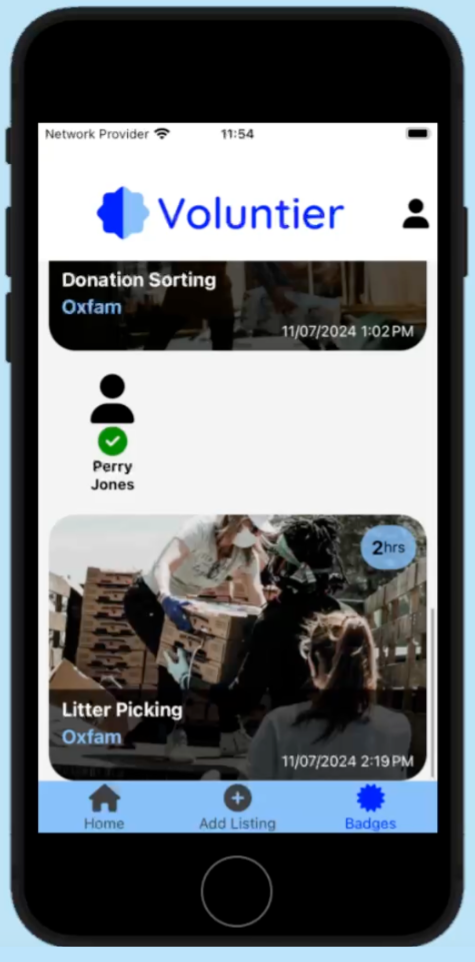 Network Provider 11:54
Voluntier
Donation Sorting
Oxfam
11/07/2024 1:02 PM
Perry
Jones
2hrs
Litter Picking
Oxfam
11/07/2024 2:19 PM
Home Add Listing Badges